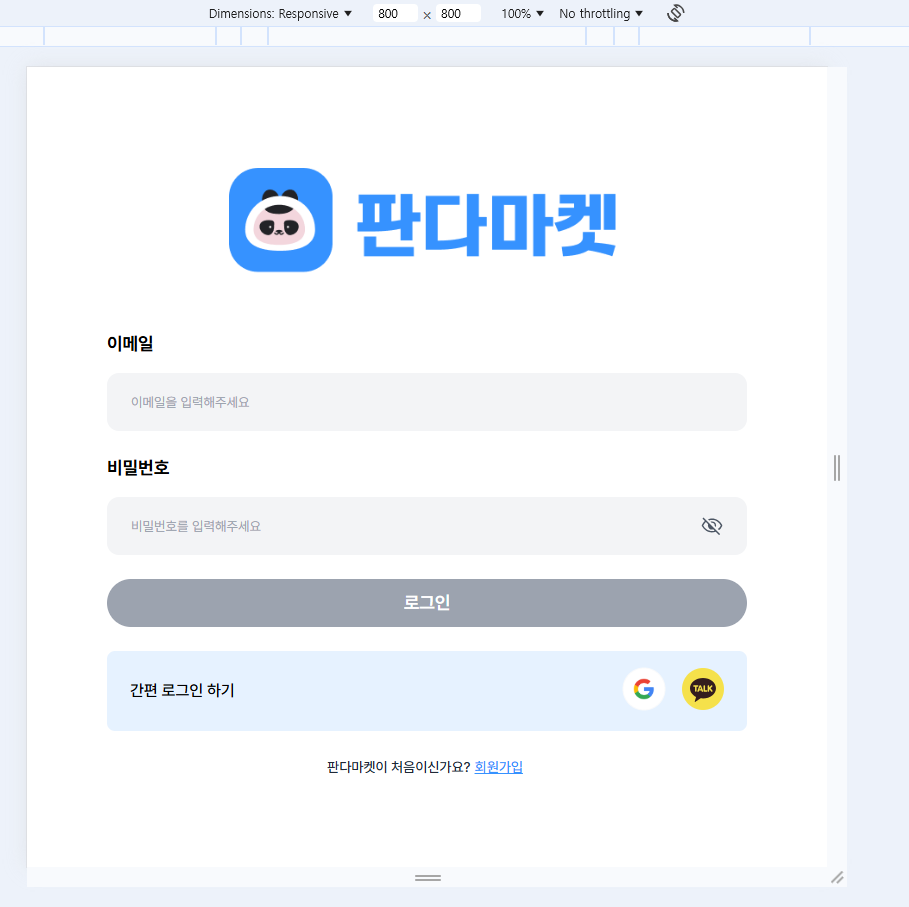 Dimensions: Responsive ▼ 800 × 800 100% ▼ No throttling ▼
판다마켓
이메일
이메일을 입력해주세요
비밀번호
비밀번호를 입력해주세요
로그인
간편 로그인 하기
TALK
판다마켓이 처음이신가요? 회원가입